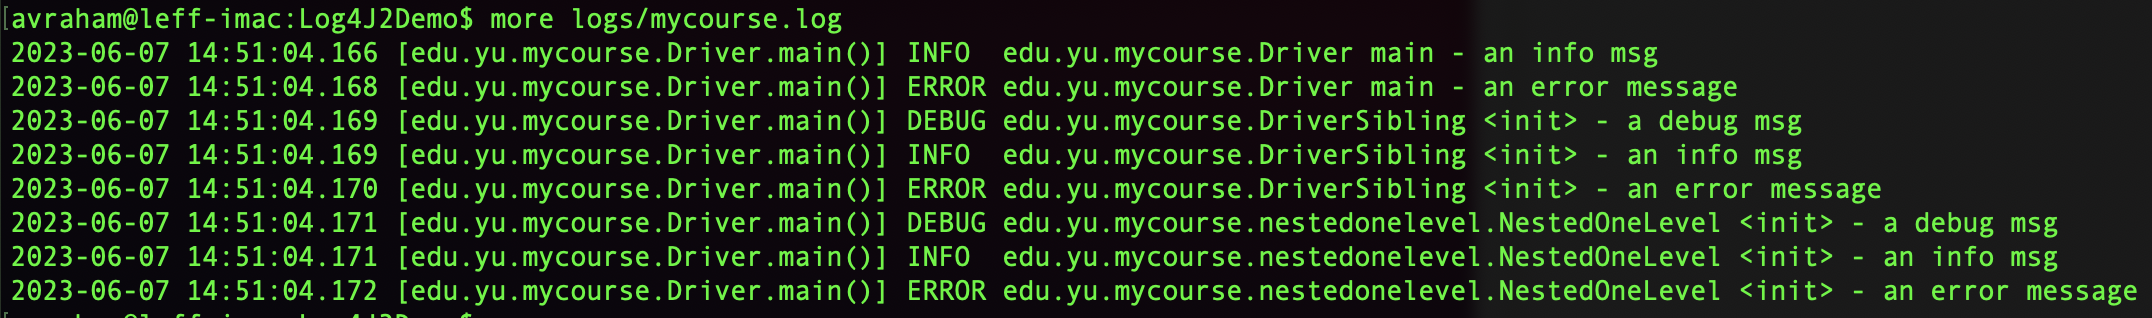 [avraham@leff-imac:Log4J2Demo$ more logs/mycourse.log
2023-06-07 14:51:04.166 [edu.yu.mycourse.Driver.main()] INFO  edu.yu.mycourse.Driver main - an info msg
2023-06-07 14:51:04.168 [edu.yu.mycourse.Driver.main()] ERROR edu.yu.mycourse.Driver main - an error message
2023-06-07 14:51:04.169 [edu.yu.mycourse.Driver.main()] DEBUG edu.yu.mycourse.DriverSibling <init> - a debug msg
2023-06-07 14:51:04.169 [edu.yu.mycourse.Driver.main()] INFO  edu.yu.mycourse.DriverSibling <init> - an info msg
2023-06-07 14:51:04.170 [edu.yu.mycourse.Driver.main()] ERROR edu.yu.mycourse.DriverSibling <init> - an error message
2023-06-07 14:51:04.171 [edu.yu.mycourse.Driver.main()] DEBUG edu.yu.mycourse.nestedonelevel.NestedOneLevel <init> - a debug msg
2023-06-07 14:51:04.171 [edu.yu.mycourse.Driver.main()] INFO  edu.yu.mycourse.nestedonelevel.NestedOneLevel <init> - an info msg
2023-06-07 14:51:04.172 [edu.yu.mycourse.Driver.main()] ERROR edu.yu.mycourse.nestedonelevel.NestedOneLevel <init> - an error message